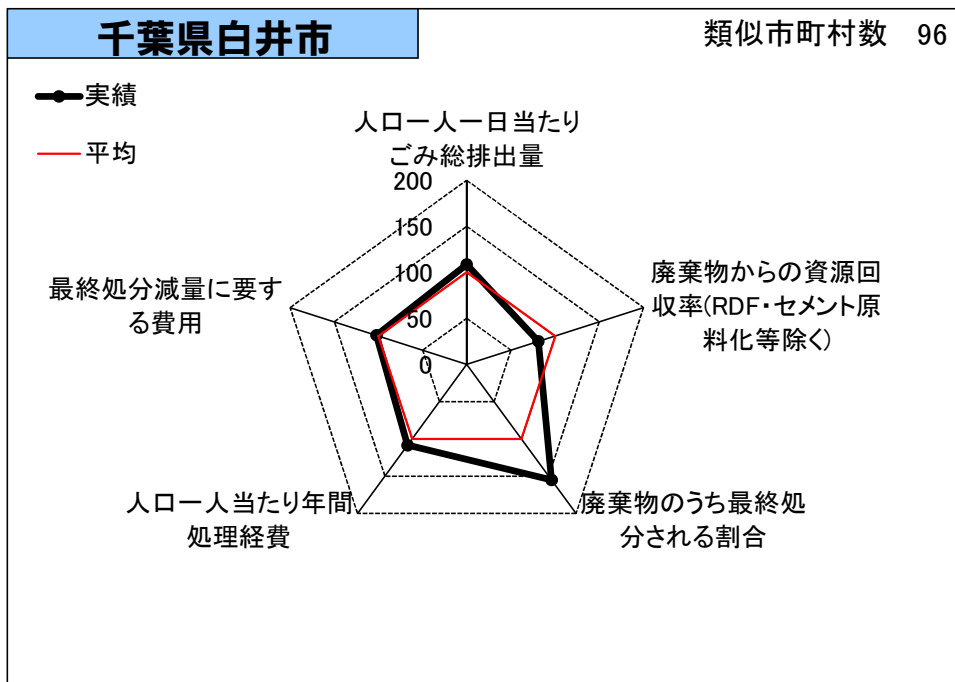 千葉県白井市
類似市町村数 96
実績
平均
人口一人一日当たり
ごみ総排出量
200
150
100
50
0
廃棄物からの資源回
収率(RDF・セメント原
料化等除く)
最終処分減量に要す
る費用
人口一人当たり年間
処理経費
廃棄物のうち最終処
分される割合